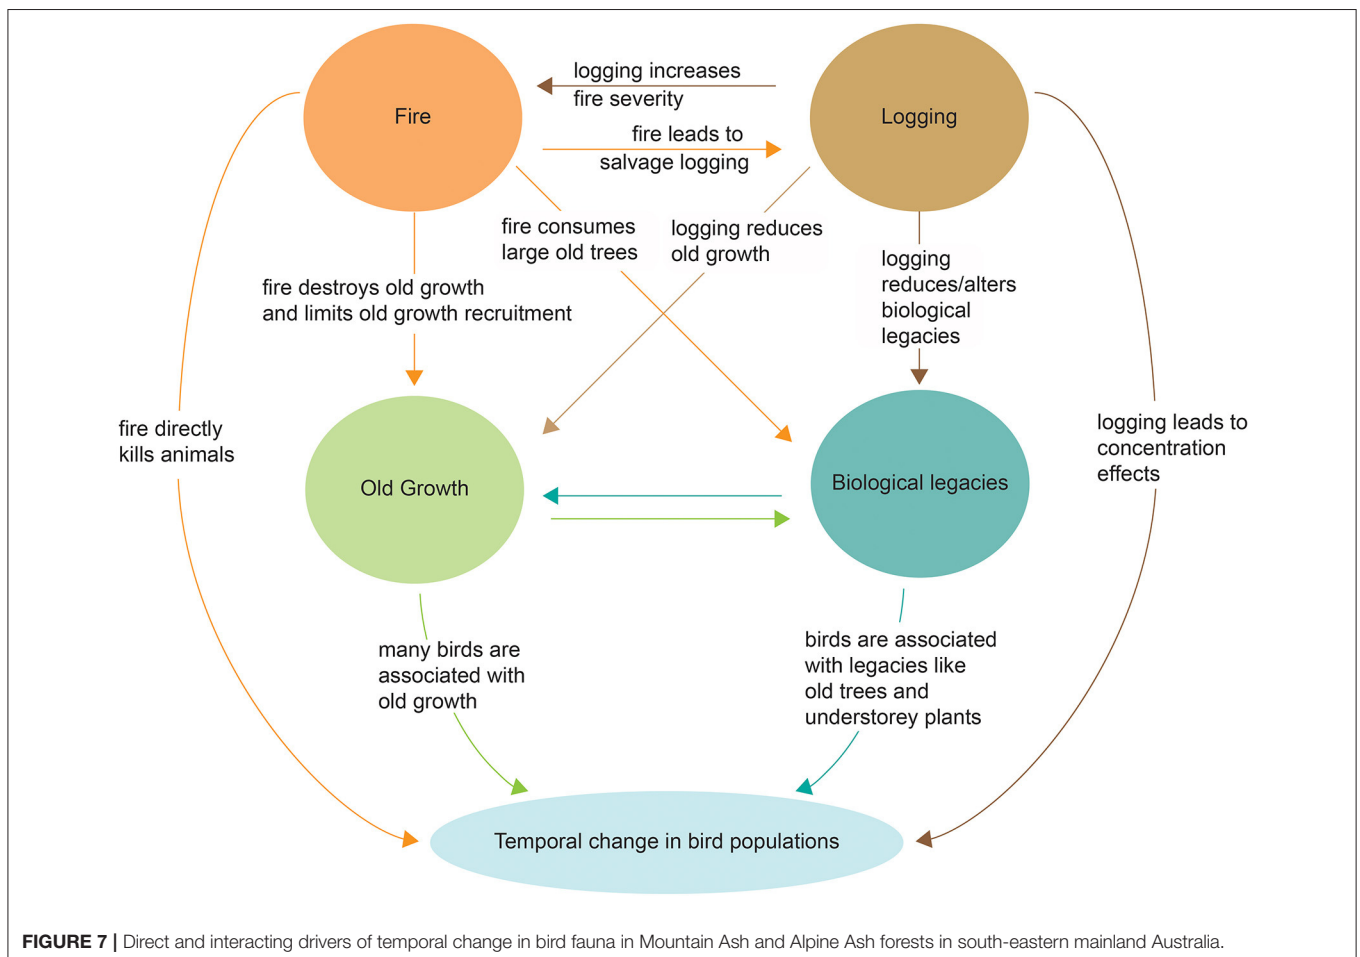 Fire
logging increases
fire severity
Logging
fire leads to
salvage logging
fire consumes
large old trees
logging reduces
old growth
fire destroys old growth
and limits old growth recruitment
logging
reduces/alters
biological
legacies
fire directly
kills animals
logging leads to
concentration
effects
Old Growth
Biological legacies
many birds are
associated with
old growth
birds are associated
with legacies like
old trees and
understorey plants
Temporal change in bird populations
FIGURE 7 | Direct and interacting drivers of temporal change in bird fauna in Mountain Ash and Alpine Ash forests in south-eastern mainland Australia.